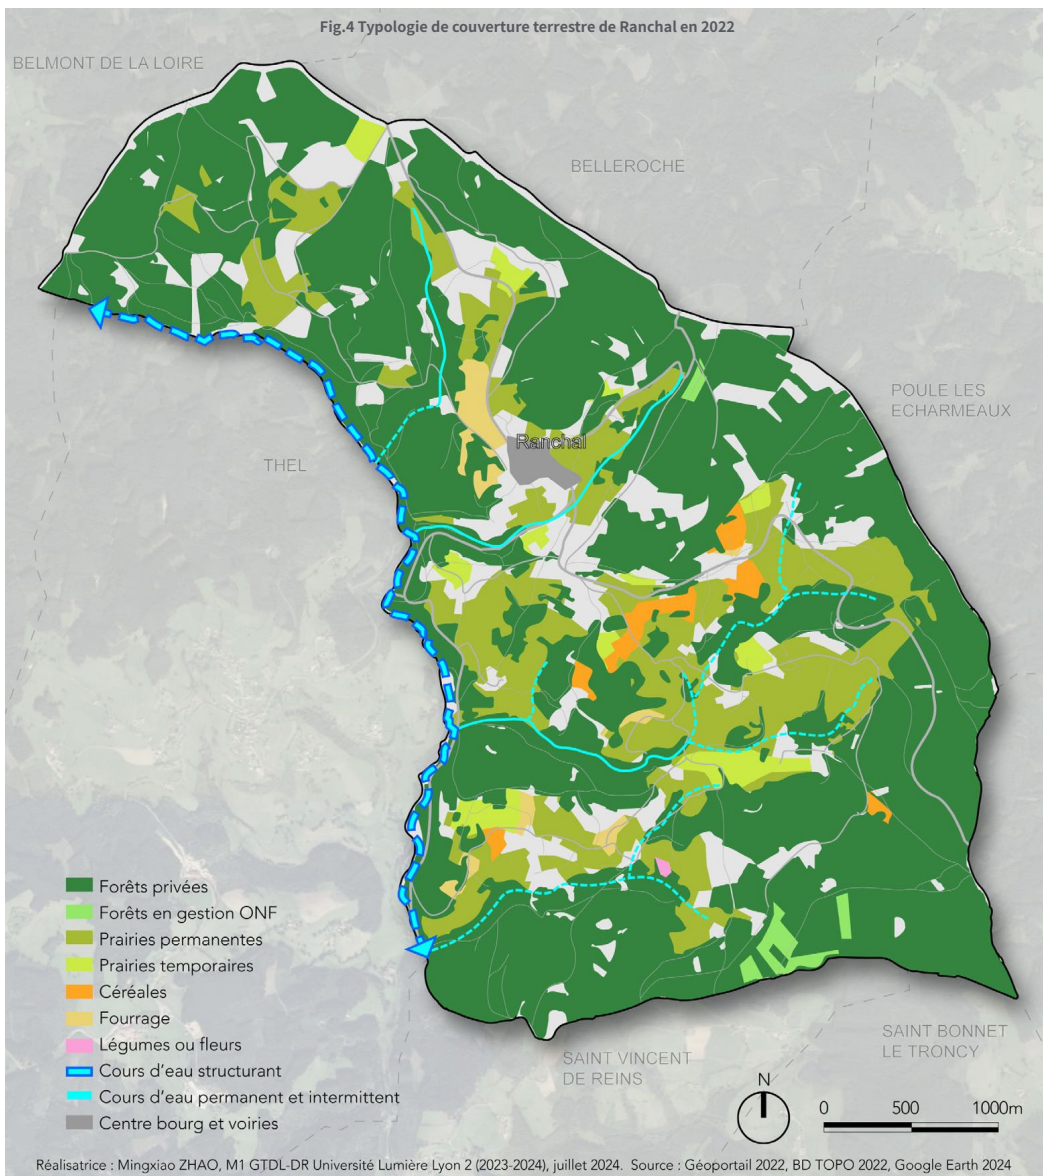 Fig.4 Typologie de couverture terrestre de Ranchal en 2022
BELMONT DE LA LOIRE
BELLEROCHE
POULE LES
ECHARMEAUX
THEL
Ranchal
Forêts privées
Forêts en gestion ONF
Prairies permanentes
Prairies temporaires
Céréales
Fourrage
Légumes ou fleurs
Cours d'eau structurant
Cours d'eau permanent et intermittent
Centre bourg et voiries
SAINT VINCENT
DE REINS
SAINT BONNET
LE TRONCY
N
0 500 1000m
Réalisatrice : Mingxiao ZHAO, M1 GTDL-DR Université Lumière Lyon 2 (2023-2024), juillet 2024. Source : Géoportail 2022, BD TOPO 2022, Google Earth 2024